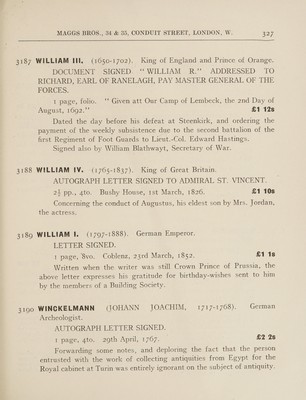 MAGGS BROS., 34 & 35, CONDUIT STREET, LONDON, W. 327
3187 WILLIAM III. (1650-1702). King of England and Prince of Orange.
DOCUMENT SIGNED "WILLIAM R." ADDRESSED TO
RICHARD, EARL OF RANELAGH, PAY MASTER GENERAL OF THE
FORCES.
1 page, folio. "Given att Our Camp of Lembeck, the 2nd Day of
August, 1692." £1 12s
Dated the day before his defeat at Steenkirk, and ordering the
payment of the weekly subsistence due to the second battalion of the
first Regiment of Foot Guards to Lieut.-Col. Edward Hastings.
Signed also by William Blathwayt, Secretary of War.
3188 WILLIAM IV. (1765-1837). King of Great Britain.
AUTOGRAPH LETTER SIGNED TO ADMIRAL ST. VINCENT.
2½ pp., 4to. Bushy House, 1st March, 1826. £1 10s
Concerning the conduct of Augustus, his eldest son by Mrs. Jordan,
the actress.
3189 WILLIAM I. (1797-1888). German Emperor.
LETTER SIGNED.
1 page, 8vo. Coblenz, 23rd March, 1852. £1 1s
Written when the writer was still Crown Prince of Prussia, the
above letter expresses his gratitude for birthday-wishes sent to him
by the members of a Building Society.
3190 WINCKELMANN (JOHANN JOACHIM, 1717-1768). German
Archeologist.
AUTOGRAPH LETTER SIGNED.
1 page, 4to. 29th April, 1767. £2 2s
Forwarding some notes, and deploring the fact that the person
entrusted with the work of collecting antiquities from Egypt for the
Royal cabinet at Turin was entirely ignorant on the subject of antiquity.